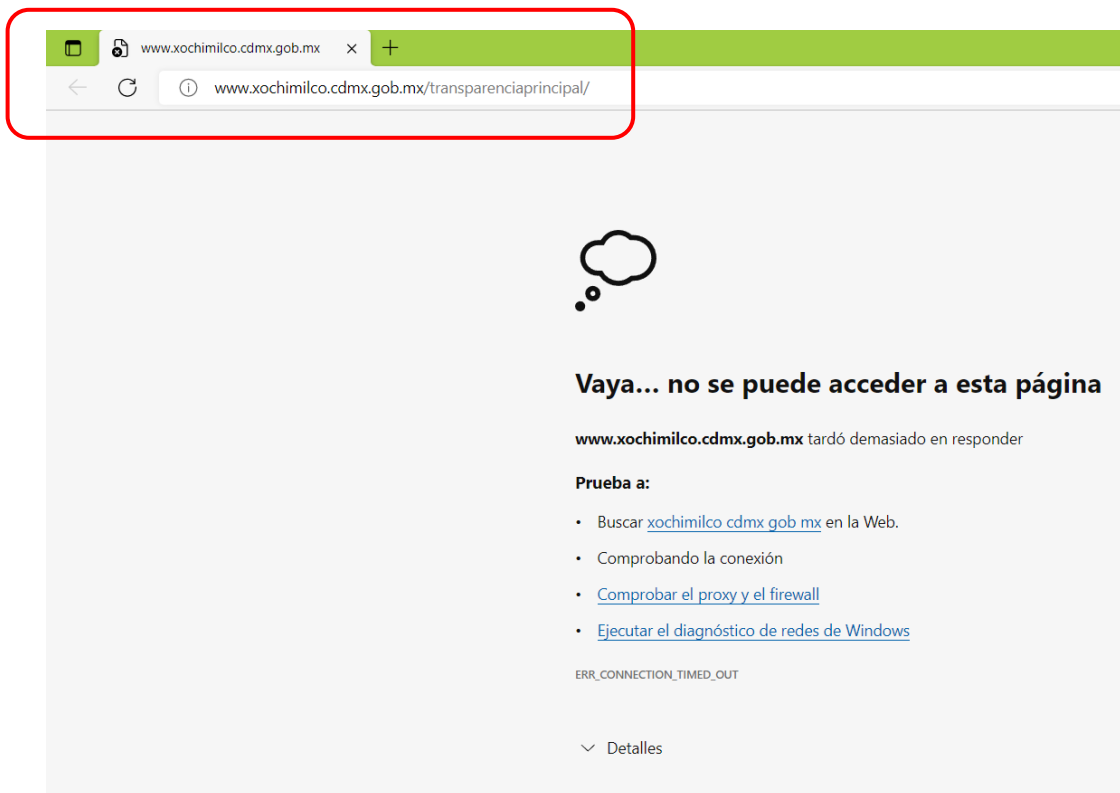 www.xochimilco.cdmx.gob.mx
www.xochimilco.cdmx.gob.mx/transparenciaprincipal/
Vaya... no se puede acceder a esta página
www.xochimilco.cdmx.gob.mx tardó demasiado en responder
Prueba a:
• Buscar xochimilco cdmx gob mx en la Web.
• Comprobando la conexión
• Comprobar el proxy y el firewall
• Ejecutar el diagnóstico de redes de Windows
ERR_CONNECTION_TIMED_OUT
Detalles